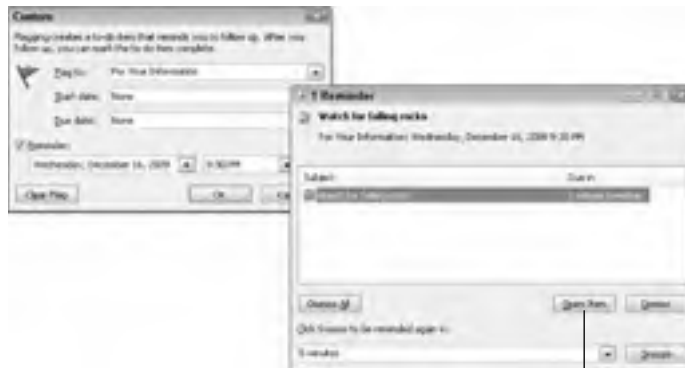 Custom
Flagging creates a to-do item that reminds you to follow up. After you
follow up, you can mark the to-do item complete.
Flag to: For Your Information
Start date: None
Due date: None
Reminder:
Wednesday, December 16, 2009 9:30 PM
Clear Flag OK
1 Reminder
Watch for falling rocks
For Your Information: Wednesday, December 16, 2009 9:30 PM
Subject Due in
Watch for falling rocks
Dismiss All Open Item Dismiss
Click Snooze to be reminded again in:
5 minutes Snooze